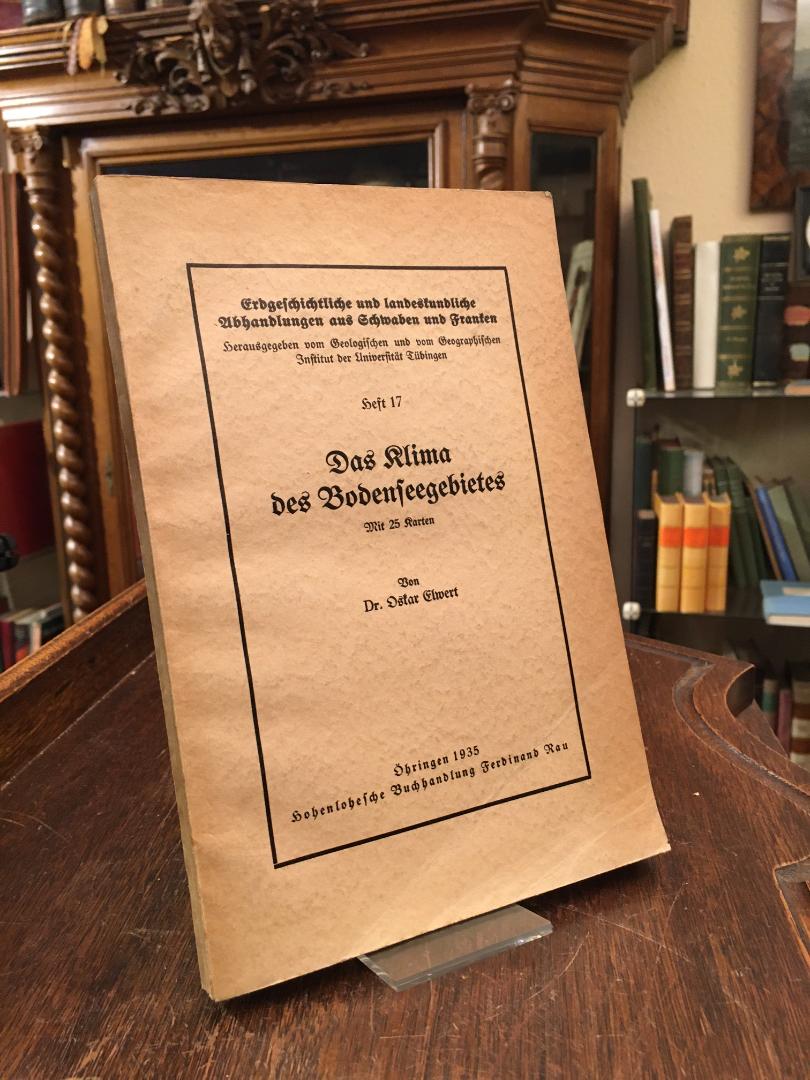 Erdgeschichtliche und landeskundliche
Abhandlungen aus Schwaben und Franken
Herausgegeben vom Geologischen und vom Geographischen
Institut der Universität Tübingen
Heft 17
Das Klima
des Bodenseegebietes
Mit 25 Karten
Von
Dr. Oskar Elwert
Öhringen 1935
Hohenlohesche Buchhandlung Ferdinand Rau